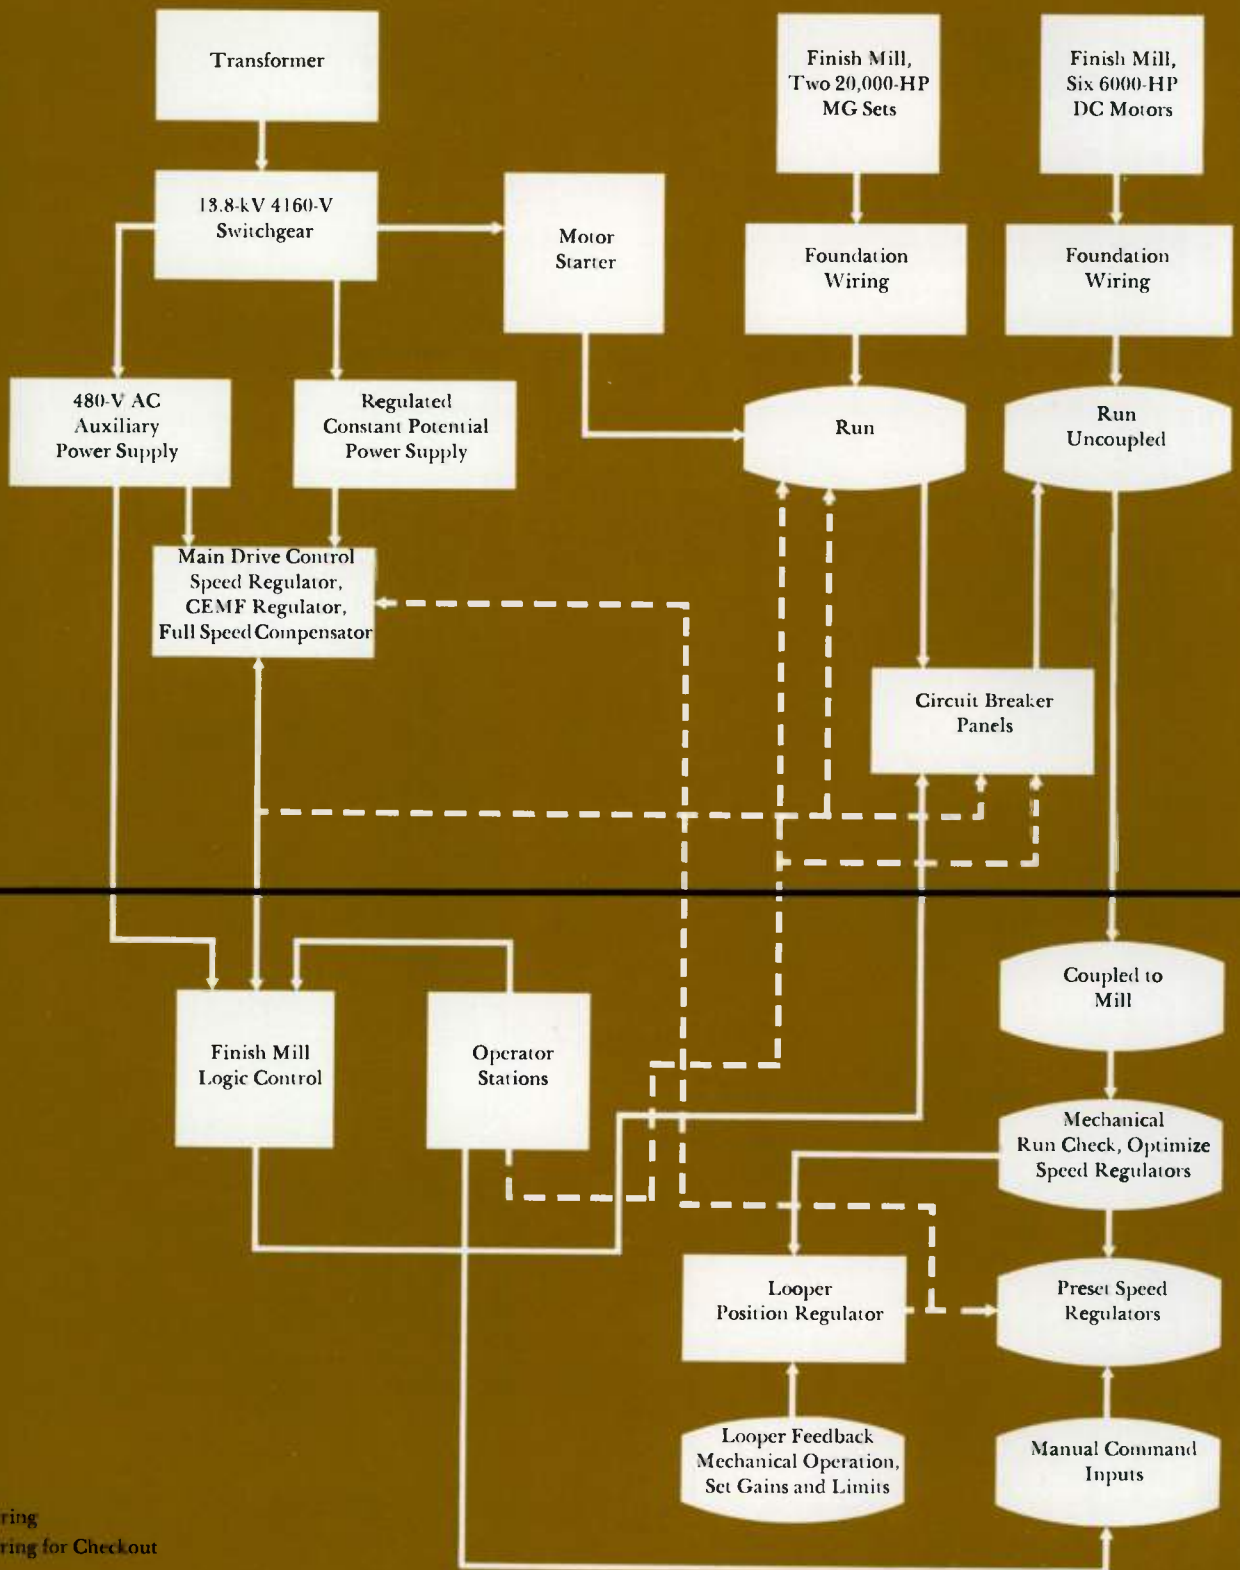 Transformer
Finish Mill,
Two 20,000-HP
MG Sets
Finish Mill,
Six 6000-HP
DC Motors
13.8-kV 4160-V
Switchgear
Motor
Starter
Foundation
Wiring
Foundation
Wiring
480-V AC
Auxiliary
Power Supply
Regulated
Constant Potential
Power Supply
Run
Run
Uncoupled
Main Drive Control
Speed Regulator,
CEMF Regulator,
Full Speed Compensator
Circuit Breaker
Panels
Coupled to
Mill
Finish Mill
Logic Control
Operator
Stations
Mechanical
Run Check, Optimize
Speed Regulators
Looper
Position Regulator
Preset Speed
Regulators
Looper Feedback
Mechanical Operation,
Set Gains and Limits
Manual Command
Inputs
ring
ring for Checkout